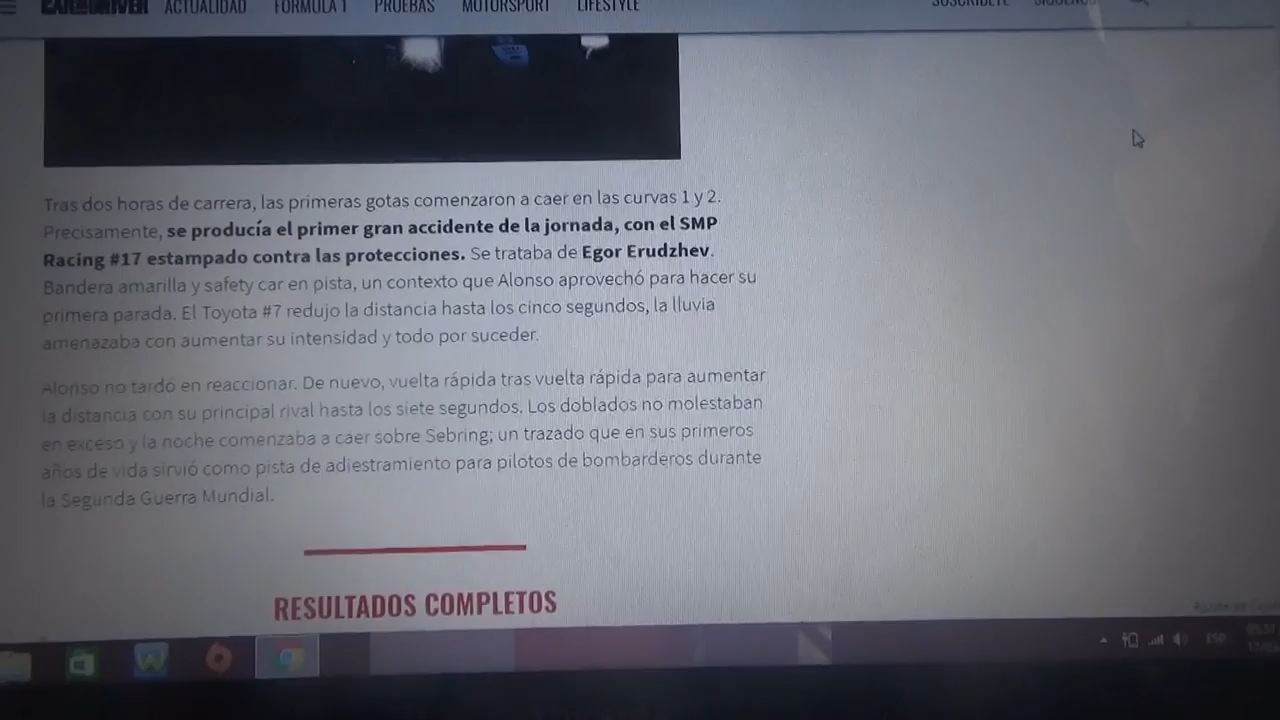 CAR AND DRIVER ACTUALIDAD FÓRMULA 1 PRUEBAS MOTORSPORT LIFESTYLE SUSCRÍBETE SÍGUENOS
Tras dos horas de carrera, las primeras gotas comenzaron a caer en las curvas 1 y 2.
Precisamente, se producía el primer gran accidente de la jornada, con el SMP
Racing #17 estampado contra las protecciones. Se trataba de Egor Erudzhev.
Bandera amarilla y safety car en pista, un contexto que Alonso aprovechó para hacer su
primera parada. El Toyota #7 redujo la distancia hasta los cinco segundos, la lluvia
amenazaba con aumentar su intensidad y todo por suceder.
Alonso no tardó en reaccionar. De nuevo, vuelta rápida tras vuelta rápida para aumentar
la distancia con su principal rival hasta los siete segundos. Los doblados no molestaban
en exceso y la noche comenzaba a caer sobre Sebring; un trazado que en sus primeros
años de vida sirvió como pista de adiestramiento para pilotos de bombarderos durante
la Segunda Guerra Mundial.
RESULTADOS COMPLETOS
ESP